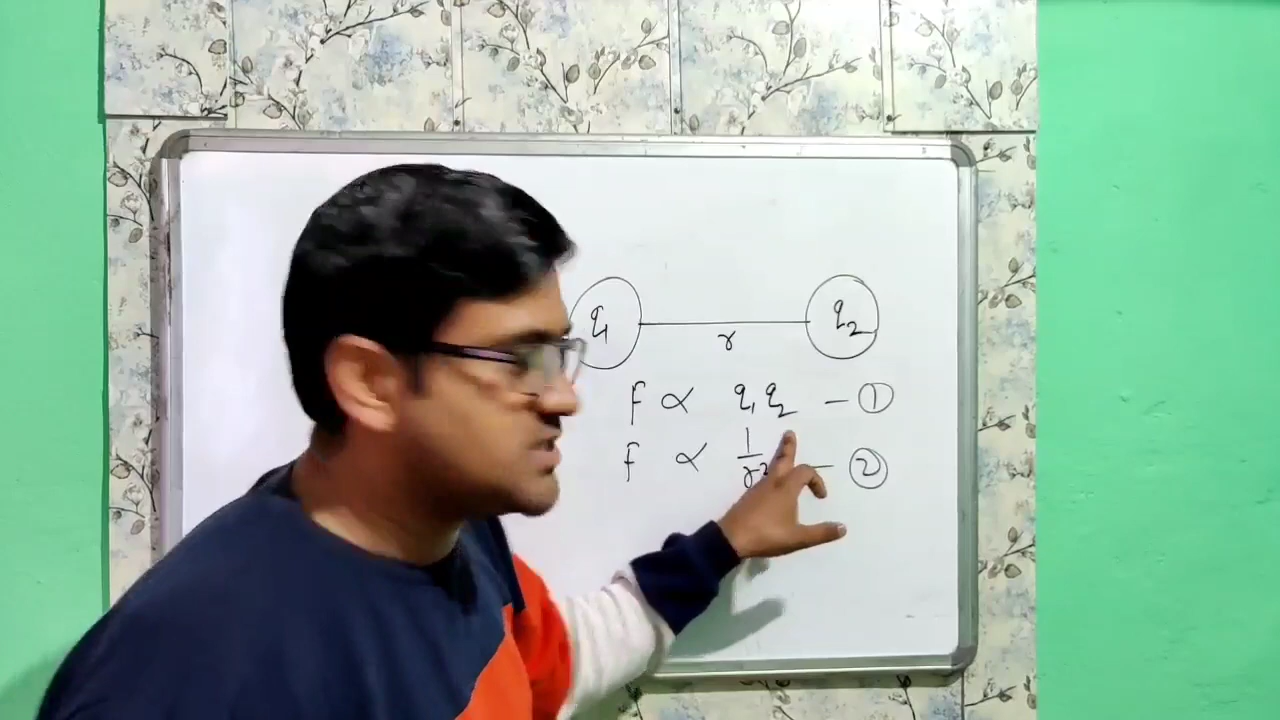 q₁ r q₂
F ∝ q₁q₂ - ①
F ∝ 1/r² - ②